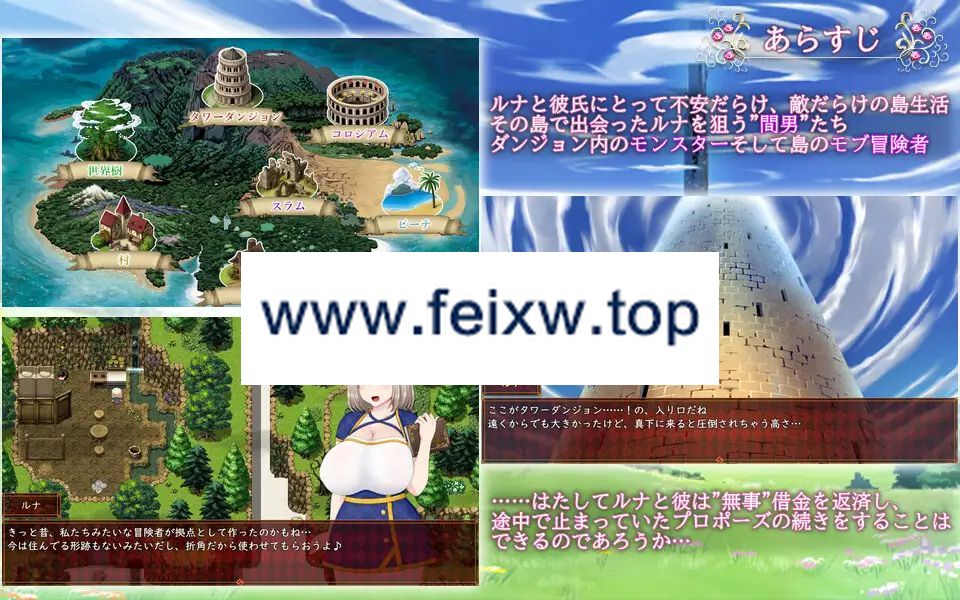 あらすじ
ルナと彼氏にとって不安だらけ、敵だらけの島生活
その島で出会ったルナを狙う”間男”たち
ダンジョン内のモンスターそして島のモブ冒険者
タワーダンジョン
コロシアム
世界樹
スラム
ビーチ
村
www.feixw.top
ここがタワーダンジョン……！の、入り口だね
遠くからでも大きかったけど、真下に来ると圧倒されちゃう高さ…
ルナ
きっと昔、私たちみたいな冒険者が拠点として作ったのかもね…
今は住んでる形跡もないみたいだし、折角だから使わせてもらおうよ♪
……はたしてルナと彼は”無事”借金を返済し、
途中で止まっていたプロポーズの続きをすることは
できるのであろうか…